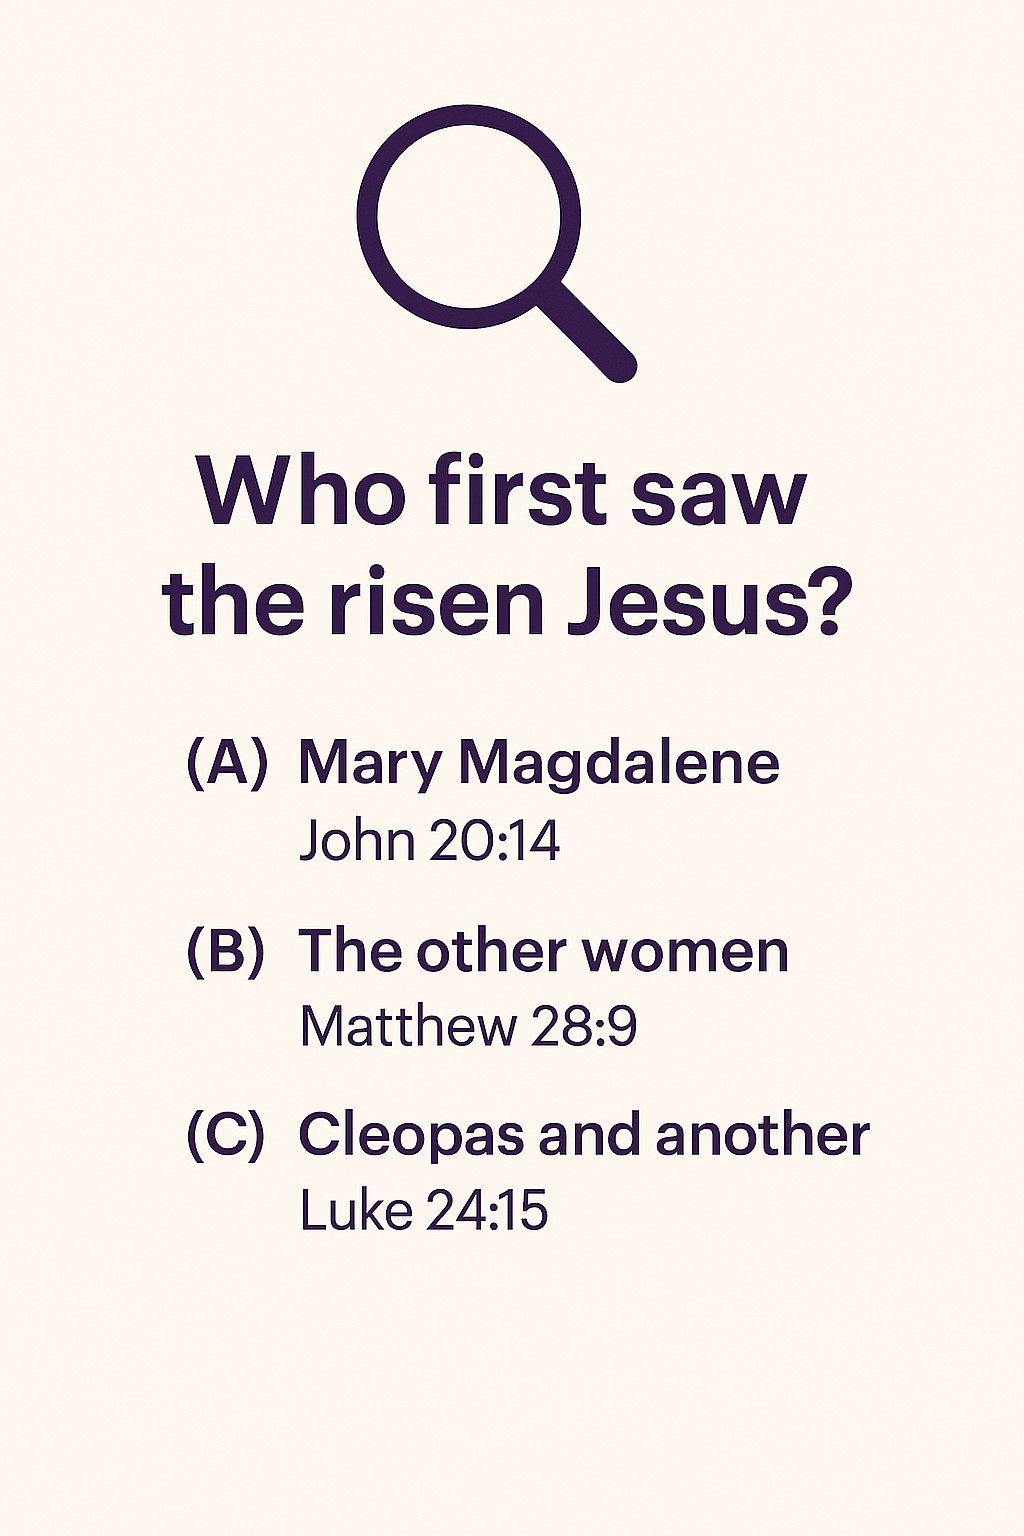 Who first saw
the risen Jesus?
(A) Mary Magdalene
John 20:14
(B) The other women
Matthew 28:9
(C) Cleopas and another
Luke 24:15